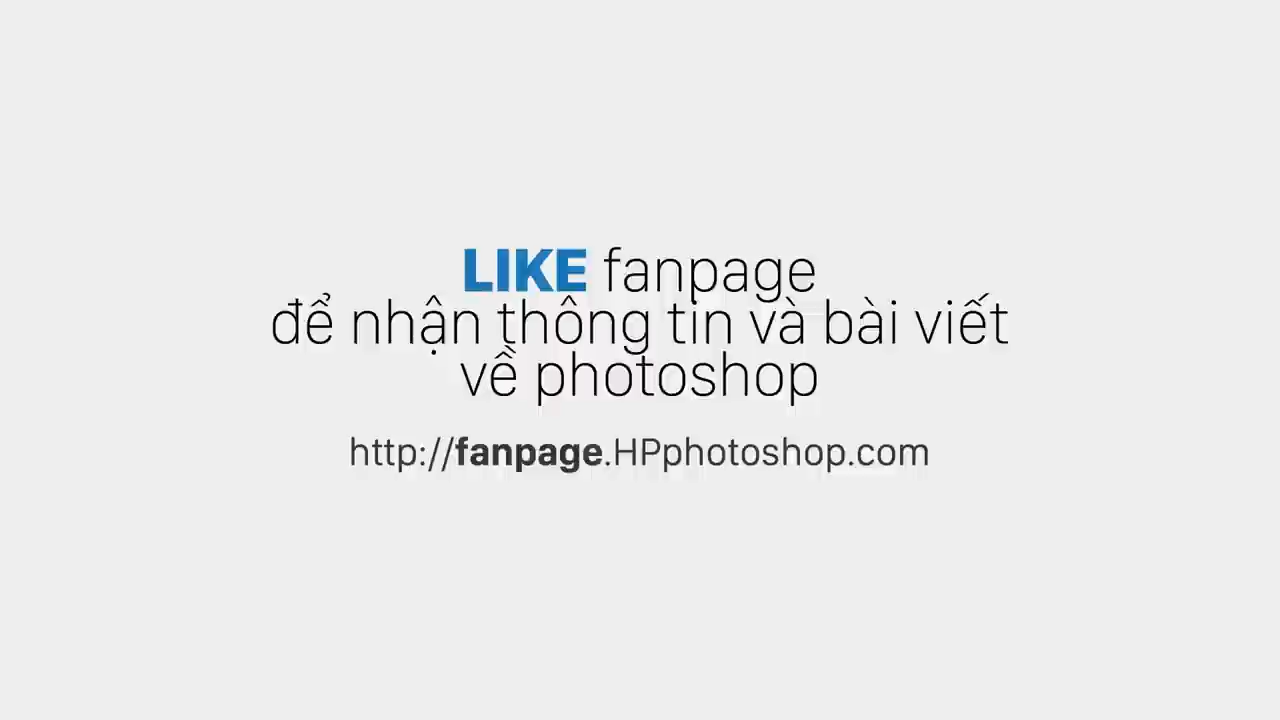 LIKE fanpage
để nhận thông tin và bài viết
về photoshop
http://fanpage.HPphotoshop.com